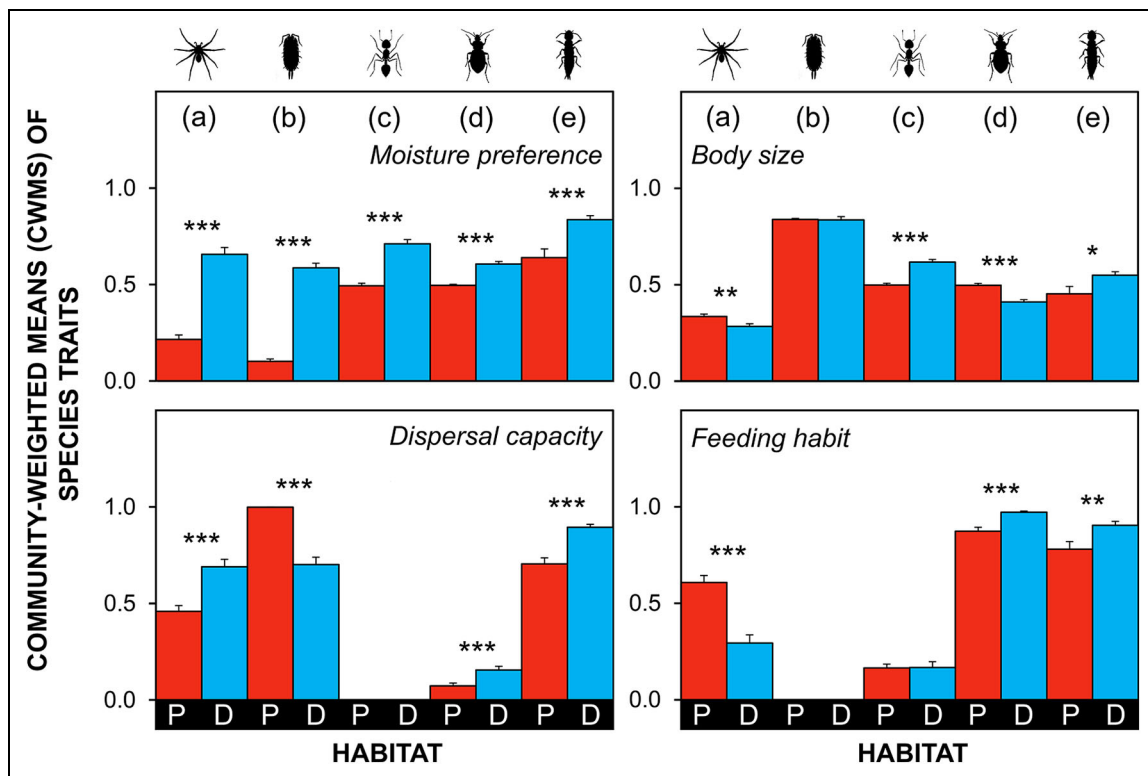 COMMUNITY-WEIGHTED MEANS (CWMS) OF
SPECIES TRAITS
(a) (b) (c) (d) (e)
Moisture preference
1.0
0.5
0.0
*** *** *** *** ***
(a) (b) (c) (d) (e)
Body size
1.0
0.5
0.0
** *** *** *
Dispersal capacity
1.0
0.5
0.0
*** *** *** ***
P D P D P D P D P D
HABITAT
Feeding habit
1.0
0.5
0.0
*** *** **
P D P D P D P D P D
HABITAT